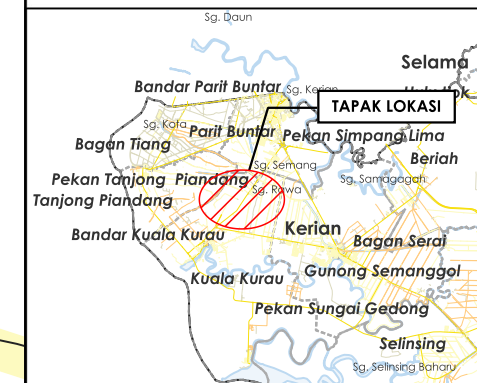 Sg. Daun
Selama
Bandar Parit Buntar
Sg. Kerian
TAPAK LOKASI
Sg. Kota
Parit Buntar
Pekan Simpang Lima
Bagan Tiang
Beriah
Sg. Semang
Pekan Tanjong Piandang
Sg. Samagagah
Sg. Rawa
Tanjong Piandang
Kerian
Bandar Kuala Kurau
Bagan Serai
Gunong Semanggol
Kuala Kurau
Pekan Sungai Gedong
Selinsing
Sg. Selinsing Baharu